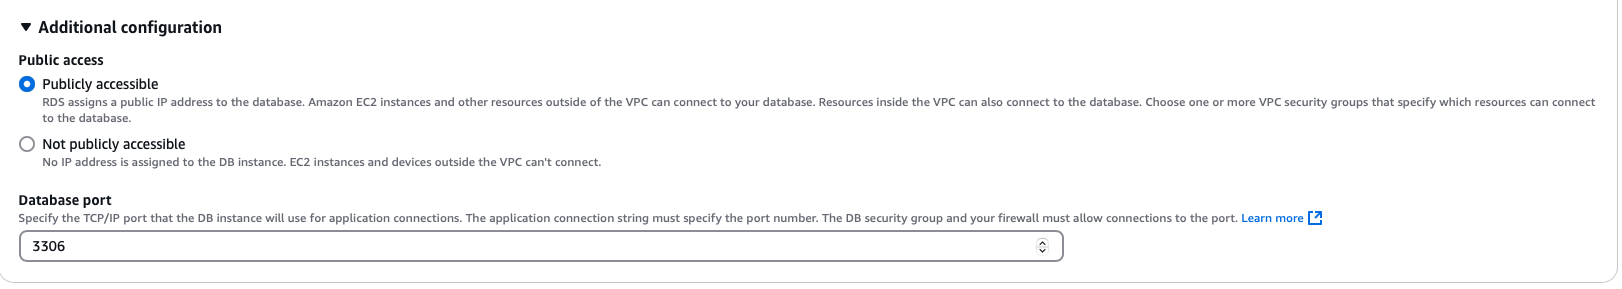 Additional configuration
Public access
Publicly accessible
RDS assigns a public IP address to the database. Amazon EC2 instances and other resources outside of the VPC can connect to your database. Resources inside the VPC can also connect to the database. Choose one or more VPC security groups that specify which resources can connect
to the database.
Not publicly accessible
No IP address is assigned to the DB instance. EC2 instances and devices outside the VPC can't connect.
Database port
Specify the TCP/IP port that the DB instance will use for application connections. The application connection string must specify the port number. The DB security group and your firewall must allow connections to the port. Learn more
3306